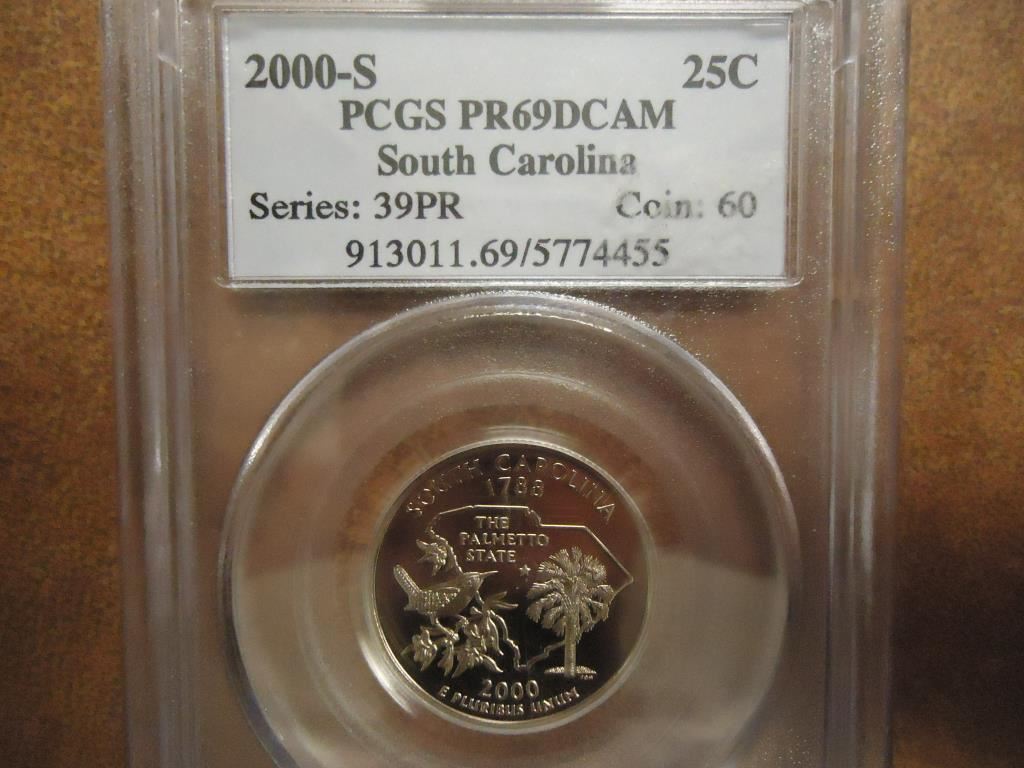 2000-S 25C
PCGS PR69DCAM
South Carolina
Series: 39PR Coin: 60
913011.69/5774455
SOUTH CAROLINA
1788
THE
PALMETTO
STATE
2000
E PLURIBUS UNUM